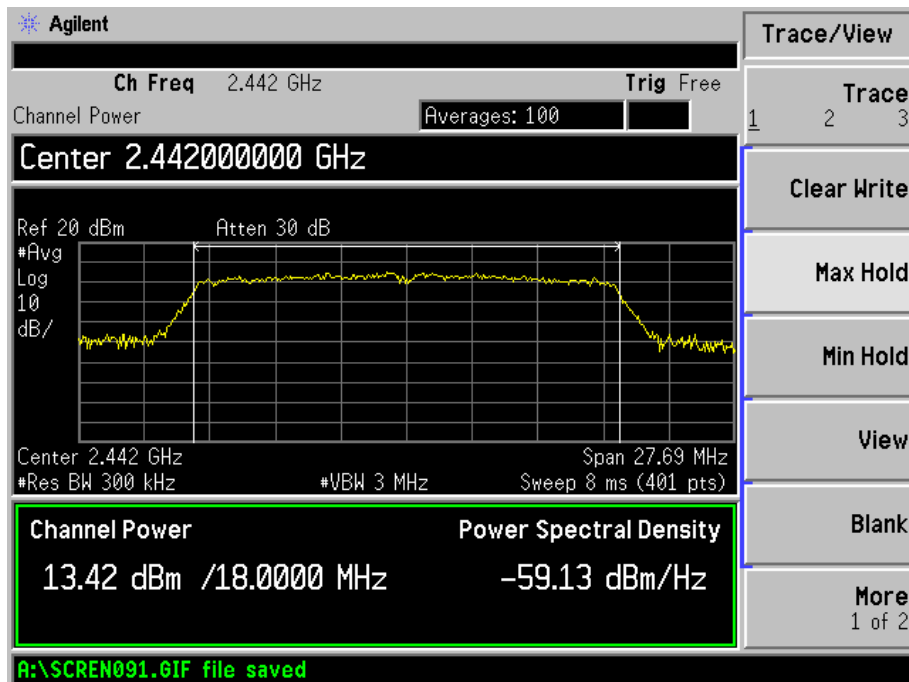 Agilent
Trace/View
Ch Freq 2.442 GHz Trig Free
Channel Power Averages: 100
Trace
1 2 3
Center 2.442000000 GHz
Clear Write
Ref 20 dBm Atten 30 dB
#Avg
Log
10
dB/
Max Hold
Min Hold
View
Center 2.442 GHz Span 27.69 MHz
#Res BW 300 kHz #VBW 3 MHz Sweep 8 ms (401 pts)
Channel Power Power Spectral Density
Blank
13.42 dBm /18.0000 MHz -59.13 dBm/Hz
More
1 of 2
A:\SCREN091.GIF file saved